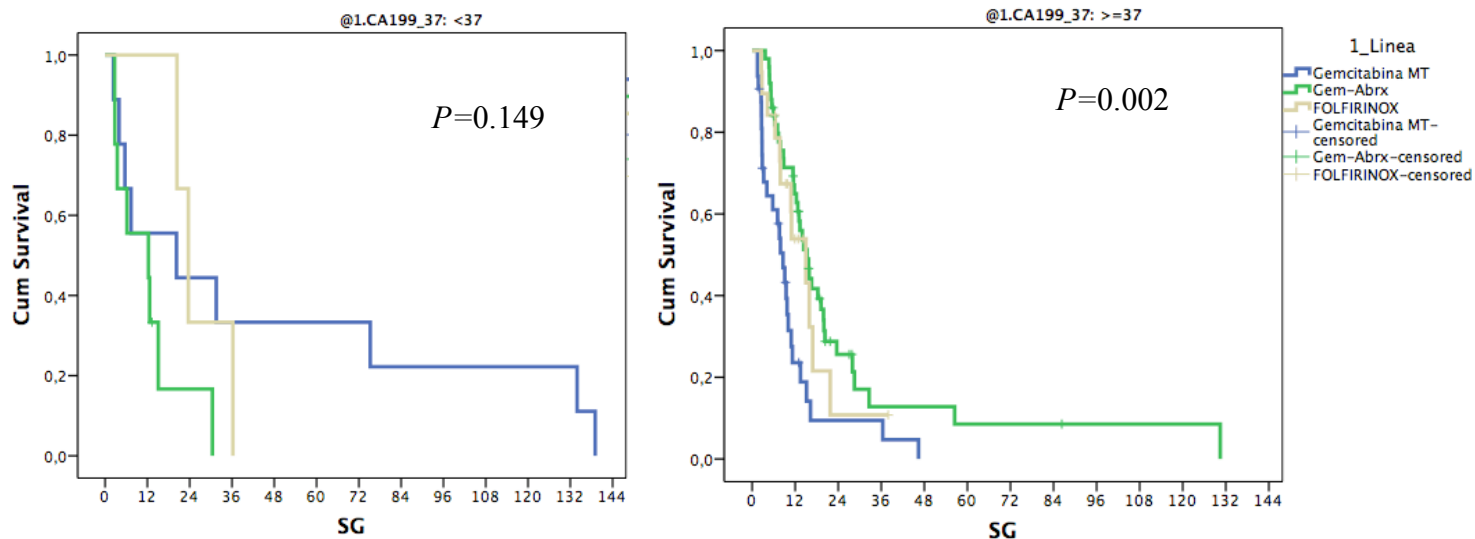 @1.CA199_37: <37
P=0.149
Cum Survival
1,0
0,8
0,6
0,4
0,2
0,0
0 12 24 36 48 60 72 84 96 108 120 132 144
SG
@1.CA199_37: >=37
P=0.002
Cum Survival
1,0
0,8
0,6
0,4
0,2
0,0
0 12 24 36 48 60 72 84 96 108 120 132 144
SG
1_Linea
Gemcitabina MT
Gem-Abrx
FOLFIRINOX
Gemcitabina MT-
censored
Gem-Abrx-censored
FOLFIRINOX-censored